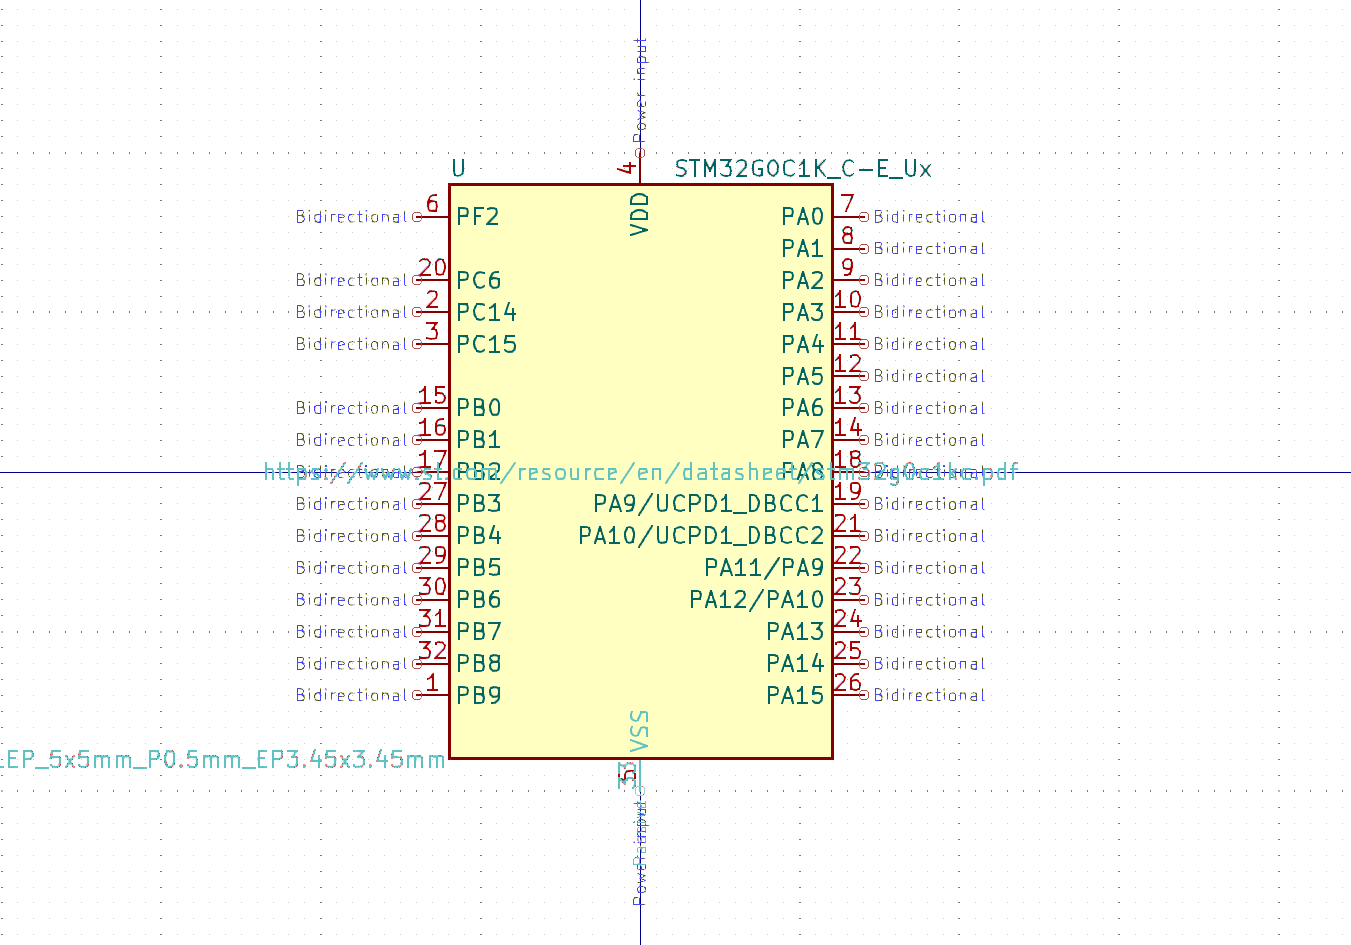 Power input
4
U STM32G0C1K_C-E_Ux
VDD
Bidirectional 6 PF2 PA0 7 Bidirectional
PA1 8 Bidirectional
Bidirectional 20 PC6 PA2 9 Bidirectional
Bidirectional 2 PC14 PA3 10 Bidirectional
Bidirectional 3 PC15 PA4 11 Bidirectional
PA5 12 Bidirectional
Bidirectional 15 PB0 PA6 13 Bidirectional
Bidirectional 16 PB1 PA7 14 Bidirectional
Bidirectional 17 PB2 PA8 18 Bidirectional
https://www.st.com/resource/en/datasheet/stm32g0c1kc.pdf
Bidirectional 27 PB3 PA9/UCPD1_DBCC1 19 Bidirectional
Bidirectional 28 PB4 PA10/UCPD1_DBCC2 21 Bidirectional
Bidirectional 29 PB5 PA11/PA9 22 Bidirectional
Bidirectional 30 PB6 PA12/PA10 23 Bidirectional
Bidirectional 31 PB7 PA13 24 Bidirectional
Bidirectional 32 PB8 PA14 25 Bidirectional
Bidirectional 1 PB9 PA15 26 Bidirectional
VSS
EP_5x5mm_P0.5mm_EP3.45x3.45mm
Power input